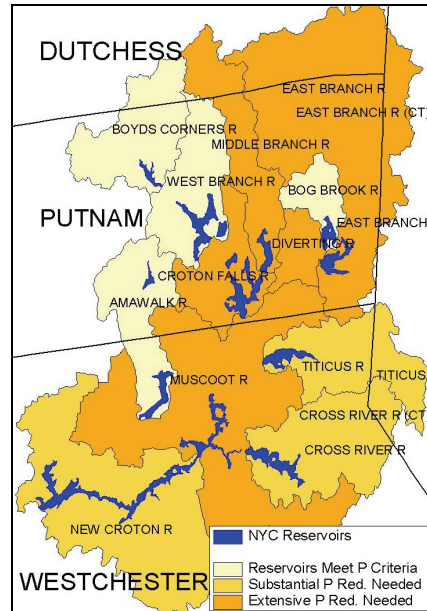 DUTCHESS
EAST BRANCH R
EAST BRANCH R (CT)
BOYDS CORNERS R
MIDDLE BRANCH R
WEST BRANCH R
BOG BROOK R
PUTNAM
EAST BRANCH
DIVERTING R
CROTON FALLS R
AMAWALK R
TITICUS R
TITICUS
MUSCOOT R
CROSS RIVER R (CT
CROSS RIVER R
NEW CROTON R
WESTCHESTER
NYC Reservoirs
Reservoirs Meet P Criteria
Substantial P Red. Needed
Extensive P Red. Needed